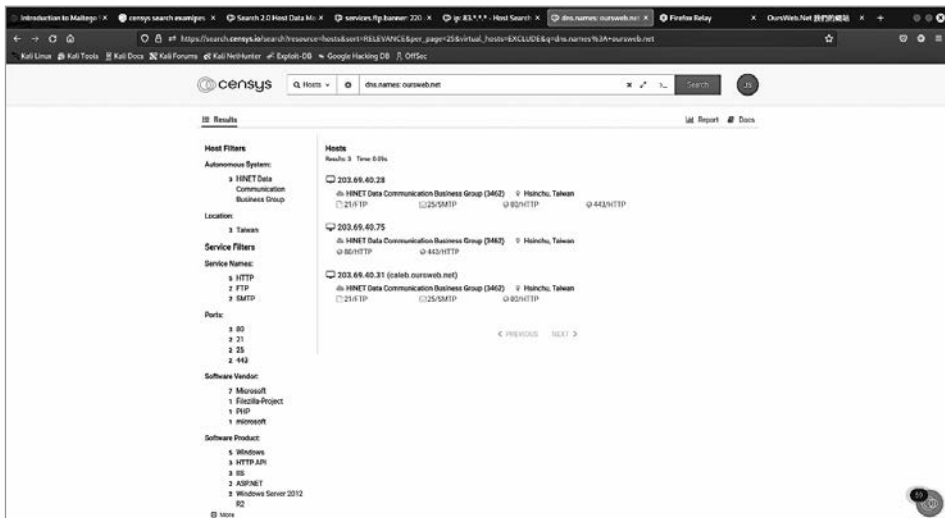 Introduction to Maltego
censys search exameipes
Search 2.0 Host Data Mo
services.ftp.banner: 220
ip: 83.*.*.* - Host Search
dns.names: oursweb.net
Firefox Relay
OursWeb.Net 我們的網站
https://search.censys.io/search?resource=hosts&sort=RELEVANCE&per_page=25&virtual_hosts=EXCLUDE&q=dns.names%3A+oursweb.net
Kali Linux Kali Tools Kali Docs Kali Forums Kali NetHunter Exploit-DB Google Hacking DB OffSec
censys Hosts dns.names: oursweb.net Search JS
Results Report Docs
Host Filters
Autonomous System:
3 HINET Data
Communication
Business Group
Location:
3 Taiwan
Service Filters
Service Names:
5 HTTP
2 FTP
2 SMTP
Ports:
3 80
2 21
2 25
2 443
Software Vendor:
7 Microsoft
1 Filezilla-Project
1 PHP
1 microsoft
Software Product:
5 Windows
3 HTTP API
3 IIS
2 ASP.NET
2 Windows Server 2012
R2
More
Hosts
Results: 3 Time: 0.09s
203.69.40.28
HINET Data Communication Business Group (3462) Hsinchu, Taiwan
21/FTP 25/SMTP 80/HTTP 443/HTTP
203.69.40.75
HINET Data Communication Business Group (3462) Hsinchu, Taiwan
80/HTTP 443/HTTP
203.69.40.31 (caleb.oursweb.net)
HINET Data Communication Business Group (3462) Hsinchu, Taiwan
21/FTP 25/SMTP 80/HTTP
PREVIOUS NEXT
59